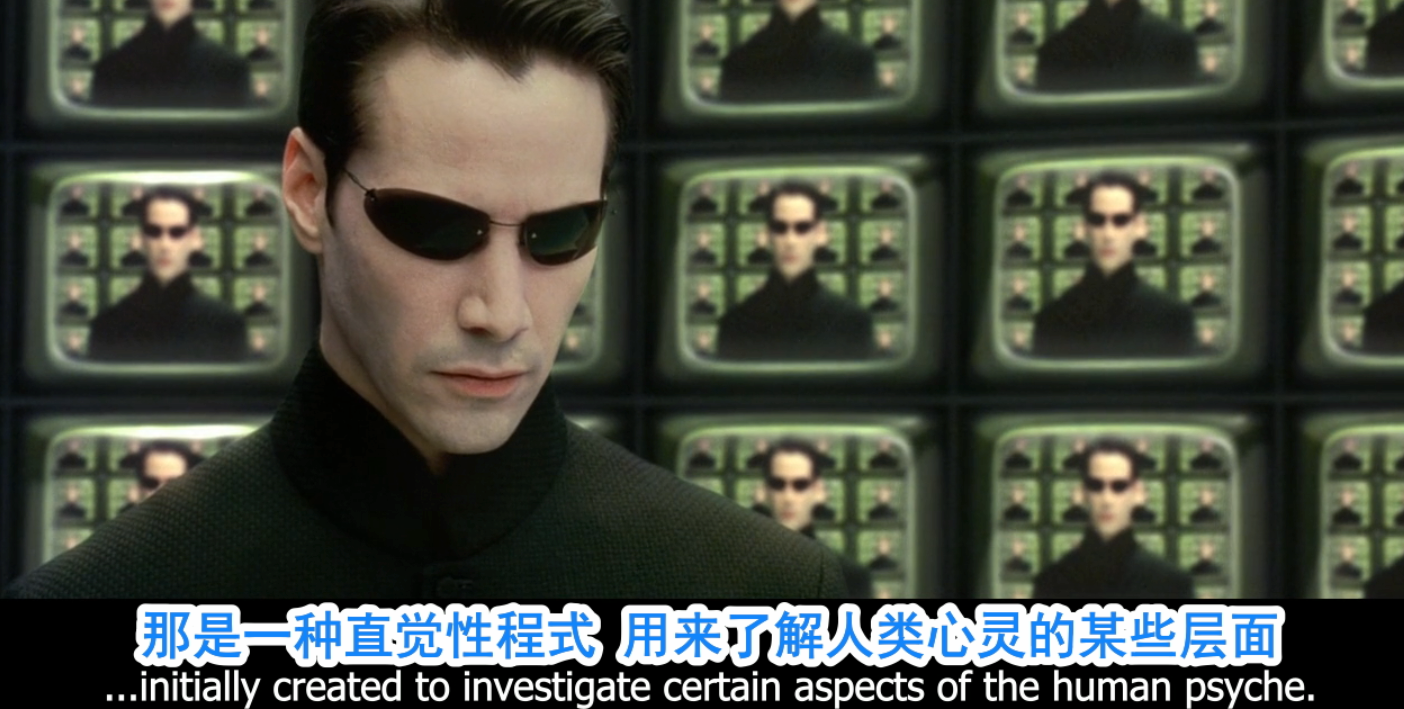 那是一种直觉性程式 用来了解人类心灵的某些层面
...initially created to investigate certain aspects of the human psyche.